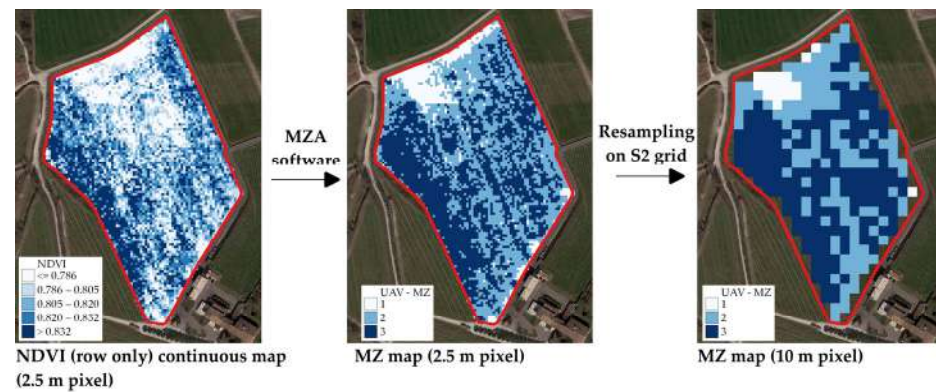 MZA
software
Resampling
on S2 grid
NDVI
<= 0.786
0.786 – 0.805
0.805 – 0.820
0.820 – 0.832
> 0.832
UAV - MZ
1
2
3
UAV - MZ
1
2
3
NDVI (row only) continuous map
(2.5 m pixel)
MZ map (2.5 m pixel)
MZ map (10 m pixel)